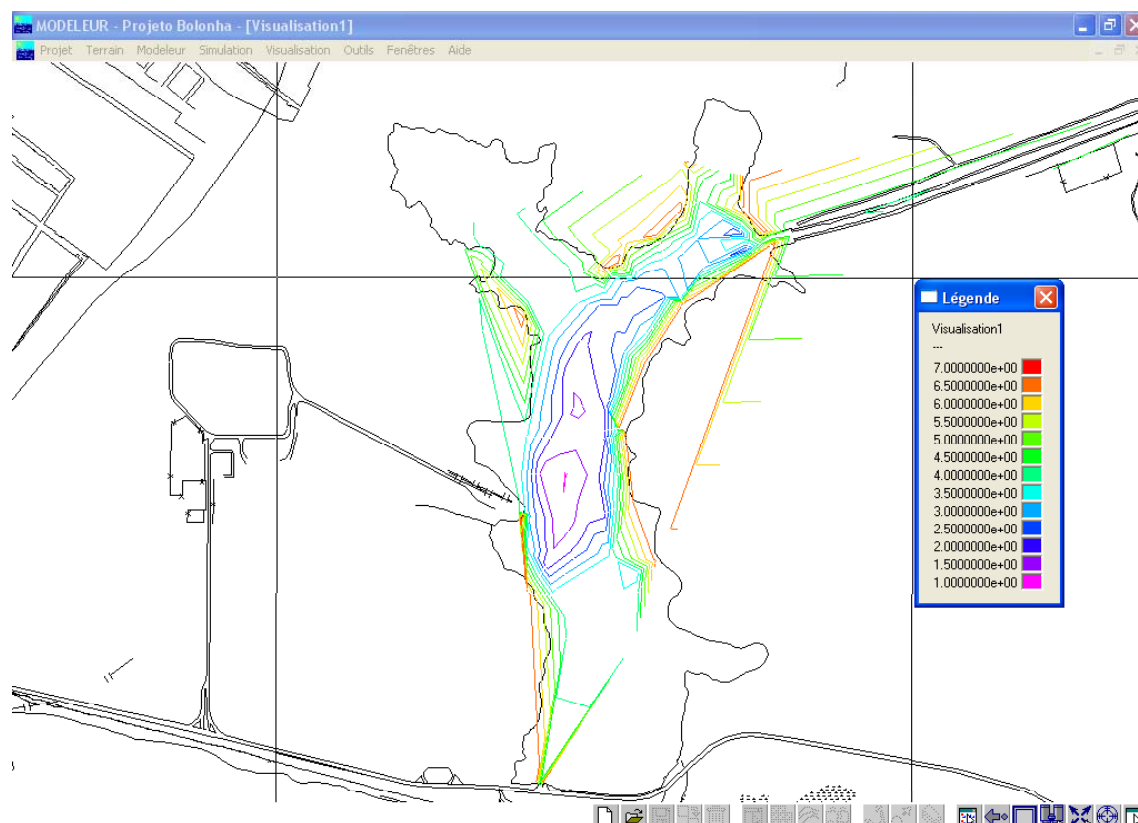 MODELEUR - Projeto Bolonha - [Visualisation1]
Projet Terrain Modeleur Simulation Visualisation Outils Fenêtres Aide
Légende
Visualisation1
---
7.0000000e+00
6.5000000e+00
6.0000000e+00
5.5000000e+00
5.0000000e+00
4.5000000e+00
4.0000000e+00
3.5000000e+00
3.0000000e+00
2.5000000e+00
2.0000000e+00
1.5000000e+00
1.0000000e+00